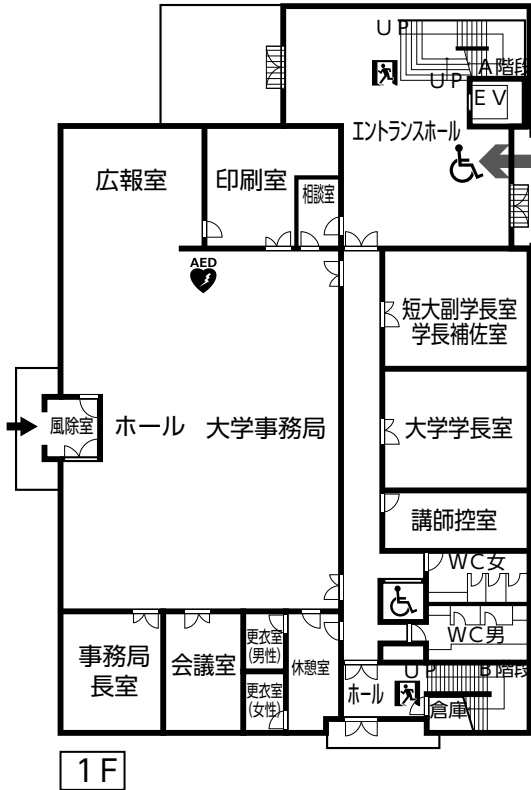 UP
UP
A階段
EV
エントランスホール
広報室
印刷室
相談室
AED
短大副学長室
学長補佐室
風除室
ホール
大学事務局
大学学長室
講師控室
WC女
WC男
事務局
長室
会議室
更衣室
(男性)
更衣室
(女性)
休憩室
UP
B階段
ホール
倉庫
1F